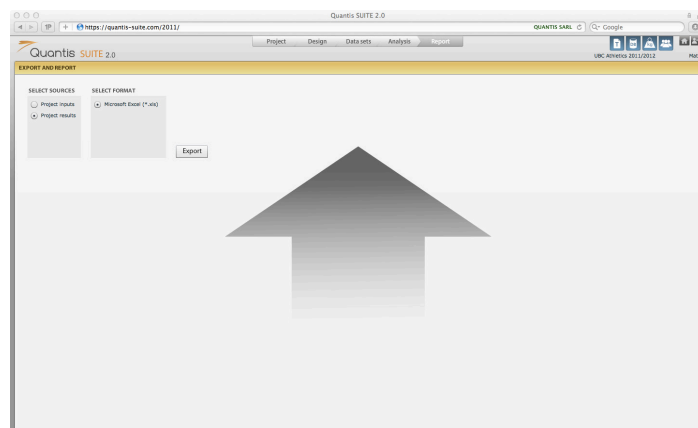 Quantis SUITE 2.0
https://quantis-suite.com/2011/
QUANTIS SARL
Google
Project Design Data sets Analysis Report
Quantis SUITE 2.0
UBC Athletics 2011/2012
EXPORT AND REPORT
SELECT SOURCES SELECT FORMAT
Project inputs Microsoft Excel (*.xls)
Project results
Export